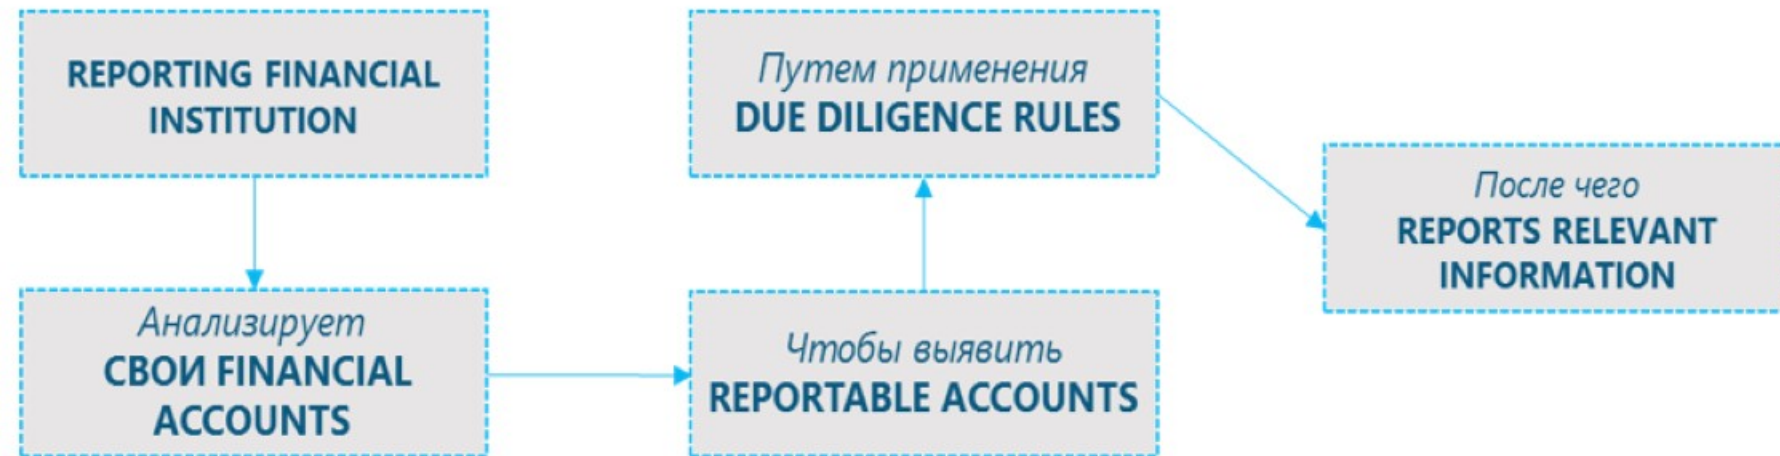 REPORTING FINANCIAL
INSTITUTION
Анализирует
СВОИ FINANCIAL
ACCOUNTS
Чтобы выявить
REPORTABLE ACCOUNTS
Путем применения
DUE DILIGENCE RULES
После чего
REPORTS RELEVANT
INFORMATION